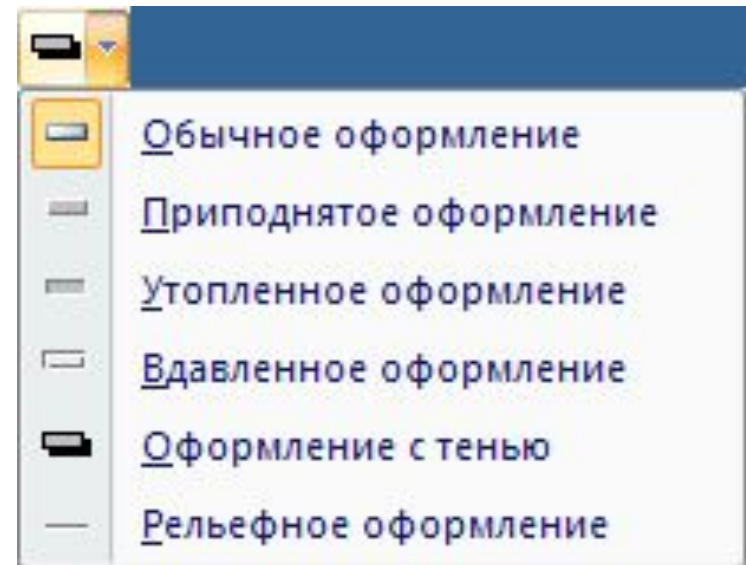 Обычное оформление
Приподнятое оформление
Утопленное оформление
Вдавленное оформление
Оформление с тенью
Рельефное оформление